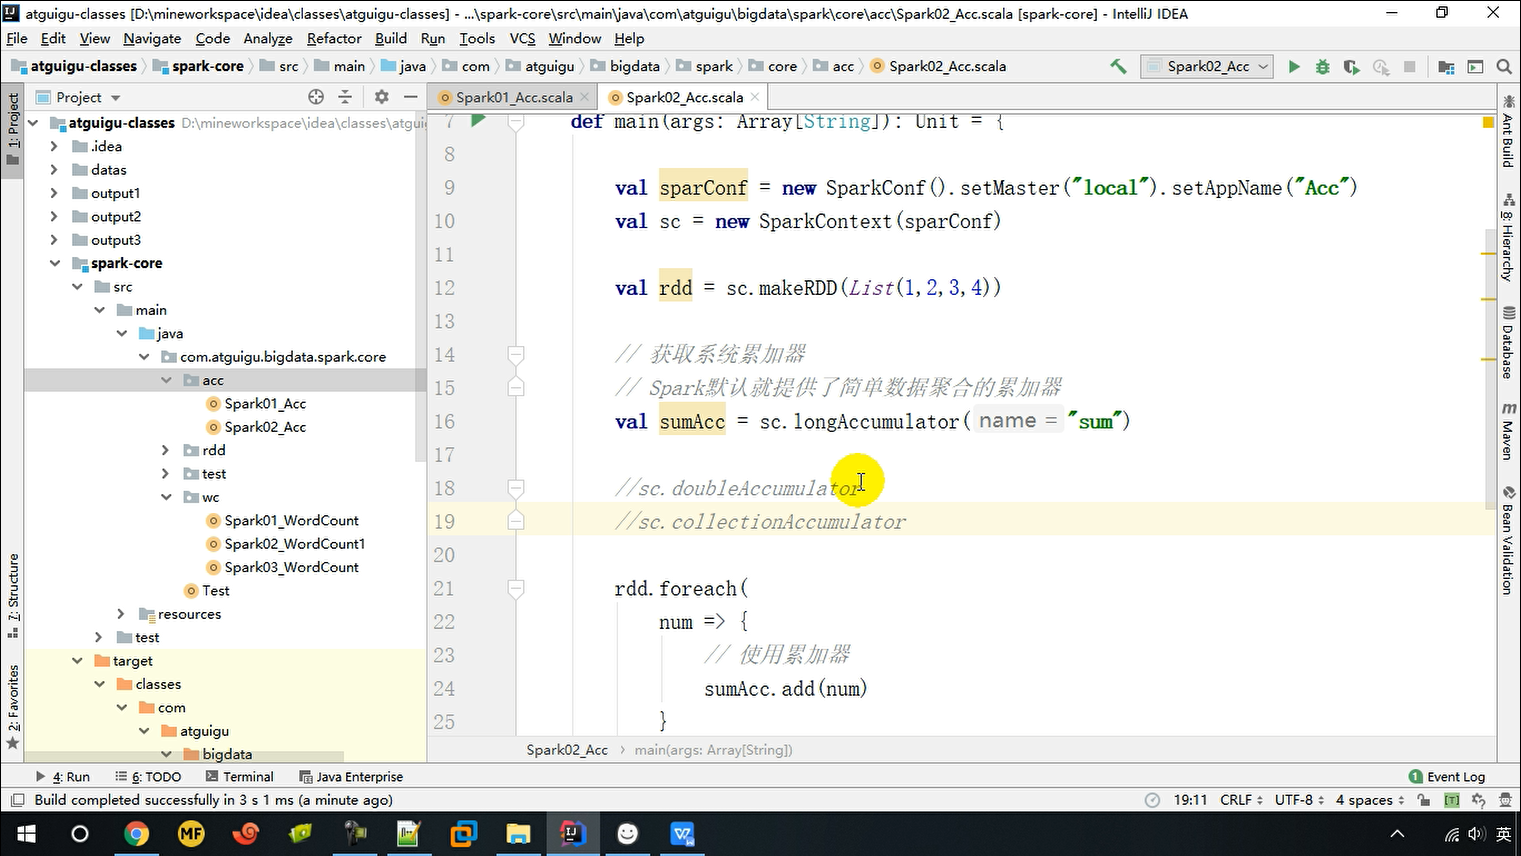 atguigu-classes [D:\mineworkspace\idea\classes\atguigu-classes] - ...\spark-core\src\main\java\com\atguigu\bigdata\spark\core\acc\Spark02_Acc.scala [spark-core] - IntelliJ IDEA
File Edit View Navigate Code Analyze Refactor Build Run Tools VCS Window Help
atguigu-classes spark-core src main java com atguigu bigdata spark core acc Spark02_Acc.scala Spark02_Acc
Project
Spark01_Acc.scala Spark02_Acc.scala
1: Project
7: Structure
2: Favorites
atguigu-classes D:\mineworkspace\idea\classes\atgui
.idea
datas
output1
output2
output3
spark-core
src
main
java
com.atguigu.bigdata.spark.core
acc
Spark01_Acc
Spark02_Acc
rdd
test
wc
Spark01_WordCount
Spark02_WordCount1
Spark03_WordCount
Test
resources
test
target
classes
com
atguigu
bigdata
7 def main(args: Array[String]): Unit = {
8
9 val sparConf = new SparkConf().setMaster("local").setAppName("Acc")
10 val sc = new SparkContext(sparConf)
11
12 val rdd = sc.makeRDD(List(1,2,3,4))
13
14 // 获取系统累加器
15 // Spark默认就提供了简单数据聚合的累加器
16 val sumAcc = sc.longAccumulator( name = "sum")
17
18 //sc.doubleAccumulator
19 //sc.collectionAccumulator
20
21 rdd.foreach(
22 num => {
23 // 使用累加器
24 sumAcc.add(num)
25 }
Spark02_Acc main(args: Array[String])
Ant Build
8: Hierarchy
Database
Maven
Bean Validation
4: Run 6: TODO Terminal Java Enterprise 1 Event Log
Build completed successfully in 3 s 1 ms (a minute ago) 19:11 CRLF UTF-8 4 spaces
英